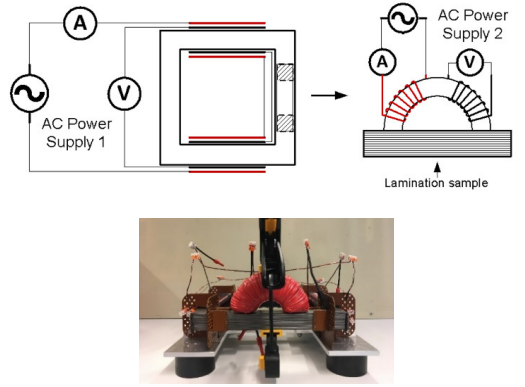 A
V
AC Power
Supply 1
AC Power
Supply 2
A
V
Lamination sample